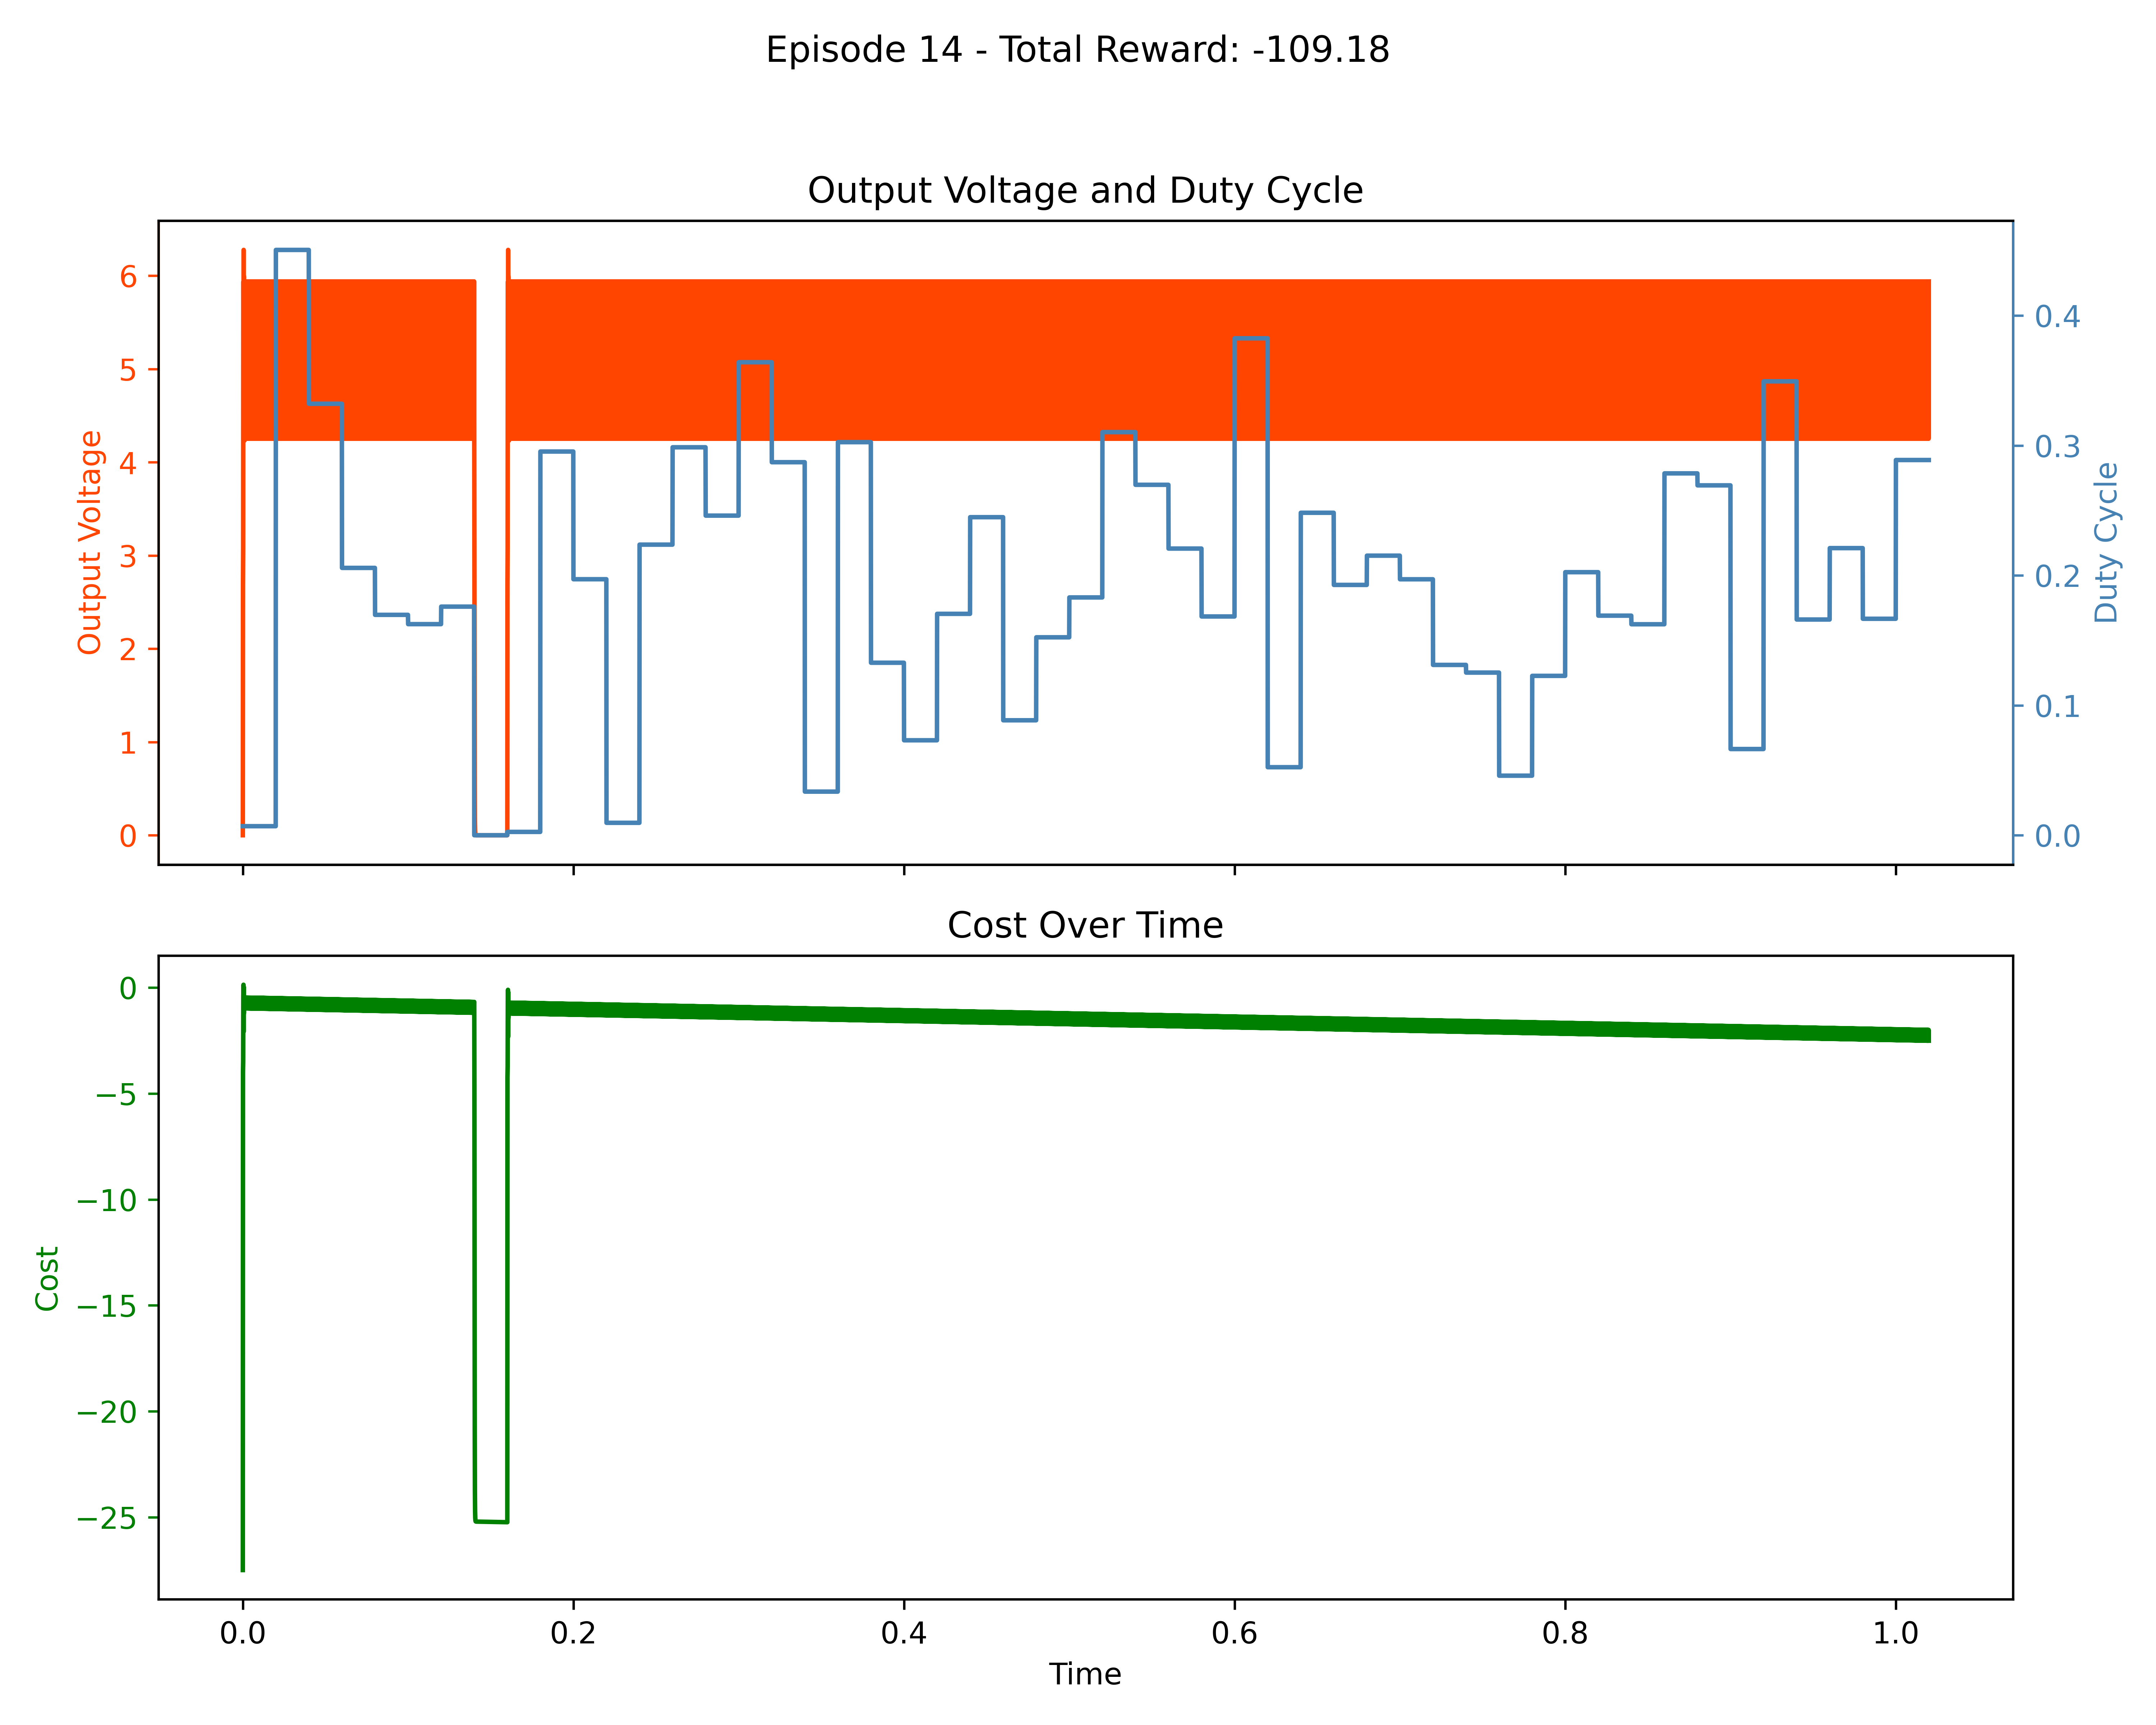 Episode 14 - Total Reward: -109.18
Output Voltage and Duty Cycle
Output Voltage
6
5
4
3
2
1
0
0.4
0.3
0.2
0.1
0.0
Duty Cycle
Cost Over Time
Cost
0
−5
−10
−15
−20
−25
0.0 0.2 0.4 0.6 0.8 1.0
Time